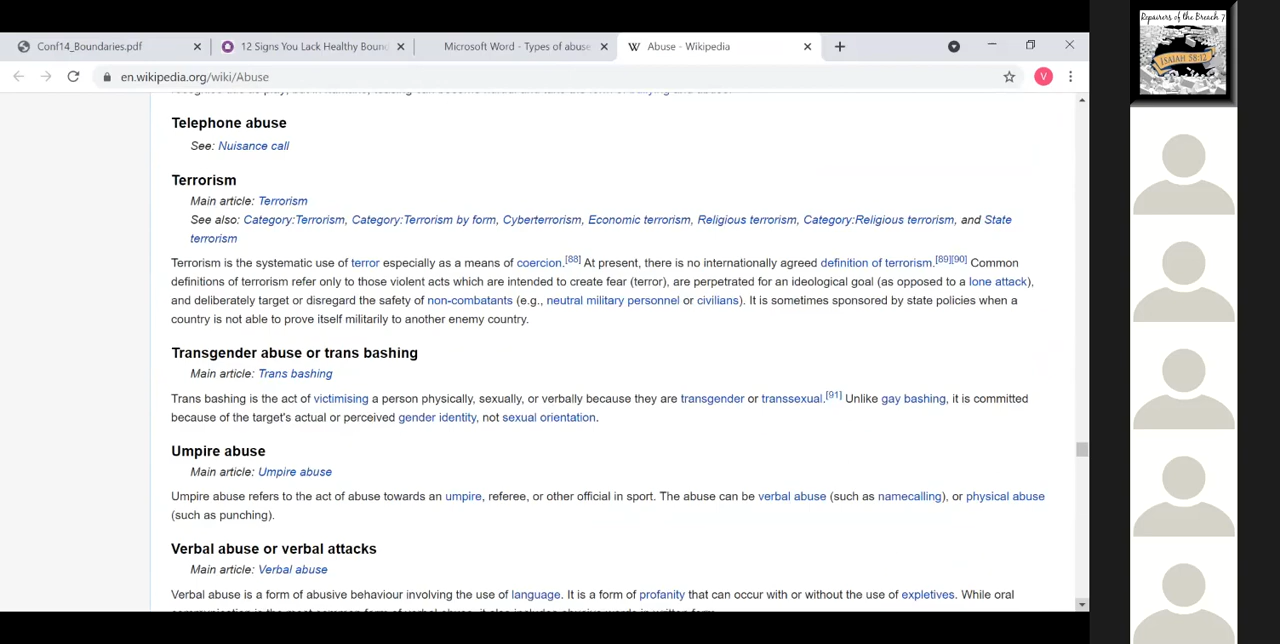 Conf14_Boundaries.pdf
12 Signs You Lack Healthy Bound
Microsoft Word - Types of abuse
W Abuse - Wikipedia
en.wikipedia.org/wiki/Abuse
V
Repairers of the Breach 7
ISAIAH 58:12
Telephone abuse
See: Nuisance call
Terrorism
Main article: Terrorism
See also: Category:Terrorism, Category:Terrorism by form, Cyberterrorism, Economic terrorism, Religious terrorism, Category:Religious terrorism, and State
terrorism
Terrorism is the systematic use of terror especially as a means of coercion.[88] At present, there is no internationally agreed definition of terrorism.[89][90] Common
definitions of terrorism refer only to those violent acts which are intended to create fear (terror), are perpetrated for an ideological goal (as opposed to a lone attack),
and deliberately target or disregard the safety of non-combatants (e.g., neutral military personnel or civilians). It is sometimes sponsored by state policies when a
country is not able to prove itself militarily to another enemy country.
Transgender abuse or trans bashing
Main article: Trans bashing
Trans bashing is the act of victimising a person physically, sexually, or verbally because they are transgender or transsexual.[91] Unlike gay bashing, it is committed
because of the target's actual or perceived gender identity, not sexual orientation.
Umpire abuse
Main article: Umpire abuse
Umpire abuse refers to the act of abuse towards an umpire, referee, or other official in sport. The abuse can be verbal abuse (such as namecalling), or physical abuse
(such as punching).
Verbal abuse or verbal attacks
Main article: Verbal abuse
Verbal abuse is a form of abusive behaviour involving the use of language. It is a form of profanity that can occur with or without the use of expletives. While oral